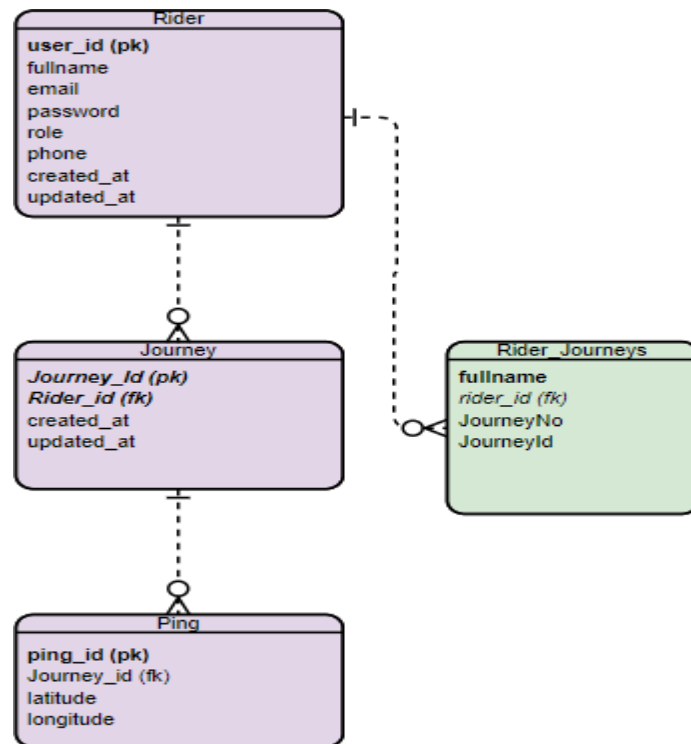 Rider
user_id (pk)
fullname
email
password
role
phone
created_at
updated_at
Journey
Journey_Id (pk)
Rider_id (fk)
created_at
updated_at
Rider_Journeys
fullname
rider_id (fk)
JourneyNo
JourneyId
Ping
ping_id (pk)
Journey_id (fk)
latitude
longitude